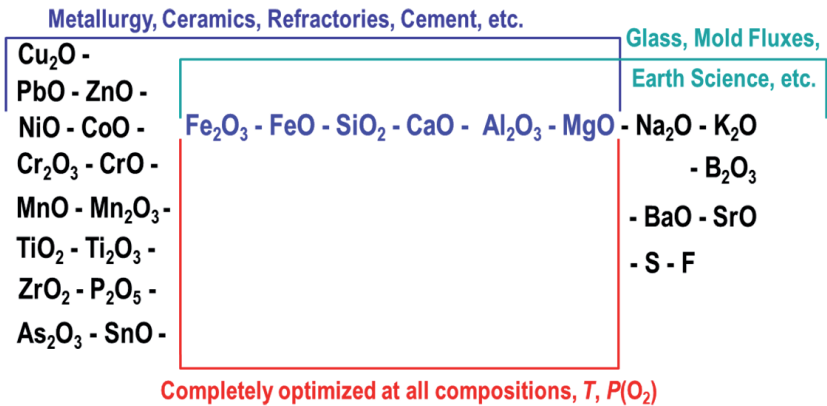 Metallurgy, Ceramics, Refractories, Cement, etc.
Glass, Mold Fluxes,
Earth Science, etc.
Cu₂O -
PbO - ZnO -
NiO - CoO - Fe₂O₃ - FeO - SiO₂ - CaO - Al₂O₃ - MgO - Na₂O - K₂O
Cr₂O₃ - CrO -
- B₂O₃
MnO - Mn₂O₃-
- BaO - SrO
TiO₂ - Ti₂O₃ -
- S - F
ZrO₂ - P₂O₅ -
As₂O₃ - SnO -
Completely optimized at all compositions, T, P(O₂)